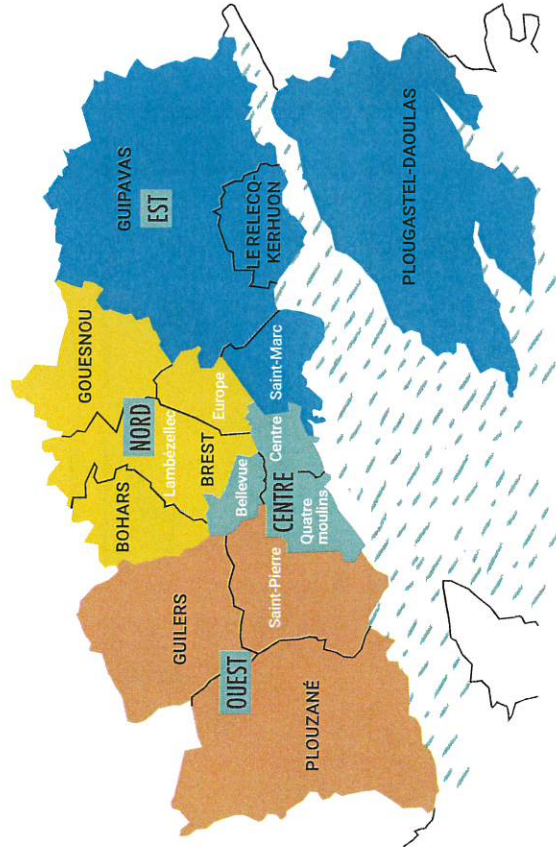 GOUESNOU
GUIPAVAS
EST
BOHARS
NORD
Lambézellec
Europe
LE RELECQ-
KERHUON
GUILERS
BREST
Bellevue
Centre
Saint-Marc
OUEST
CENTRE
Saint-Pierre
Quatre
moulins
PLOUZANÉ
PLOUGASTEL-DAOULAS